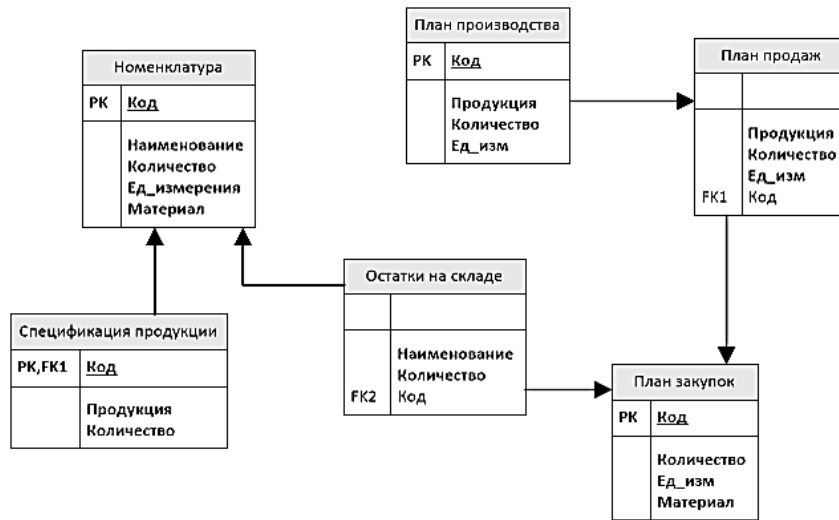 План производства
PK Код
Продукция
Количество
Ед_изм
План продаж
Продукция
Количество
Ед_изм
FK1 Код
Номенклатура
PK Код
Наименование
Количество
Ед_измерения
Материал
Остатки на складе
Наименование
Количество
FK2 Код
Спецификация продукции
PK,FK1 Код
Продукция
Количество
План закупок
PK Код
Количество
Ед_изм
Материал